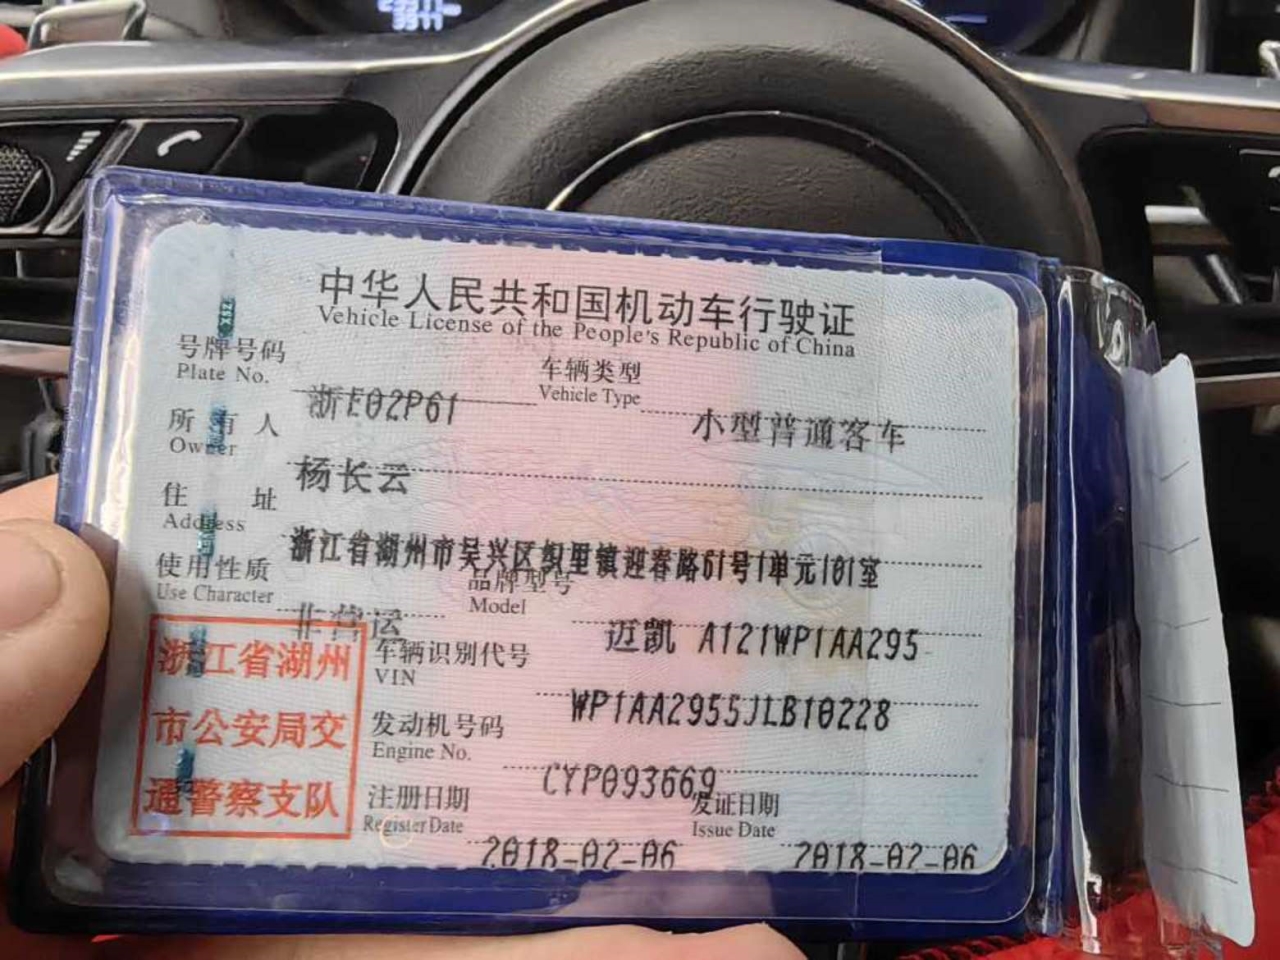 中华人民共和国机动车行驶证
Vehicle License of the People's Republic of China
号牌号码
Plate No.
浙E02P61
车辆类型
Vehicle Type
小型普通客车
所有人
Owner
杨长云
住址
Address
浙江省湖州市吴兴区织里镇迎春路61号1单元101室
使用性质
Use Character
非营运
品牌型号
Model
迈凯 A121WP1AA295
浙江省湖州
市公安局交
通警察支队
车辆识别代号
VIN
WP1AA2955JLB10228
发动机号码
Engine No.
CYP093669
注册日期
Register Date
2018-02-06
发证日期
Issue Date
2018-02-06